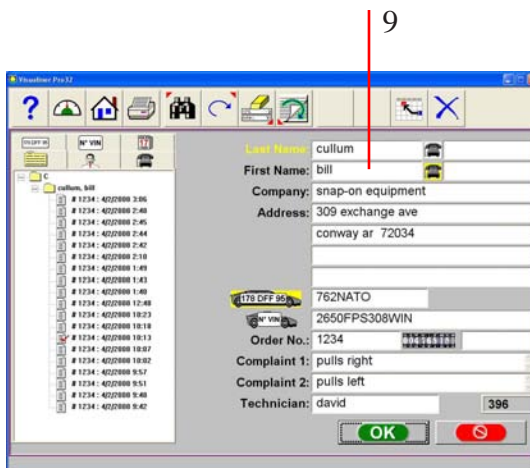 9
Visualiner Pro32
N° VIN
17
C
cullum, bill
# 1234 : 4/2/2008 3:06
# 1234 : 4/2/2008 2:48
# 1234 : 4/2/2008 2:45
# 1234 : 4/2/2008 2:44
# 1234 : 4/2/2008 2:42
# 1234 : 4/2/2008 2:10
# 1234 : 4/2/2008 1:49
# 1234 : 4/2/2008 1:43
# 1234 : 4/2/2008 1:40
# 1234 : 4/2/2008 12:48
# 1234 : 4/2/2008 10:23
# 1234 : 4/2/2008 10:18
# 1234 : 4/2/2008 10:13
# 1234 : 4/2/2008 10:07
# 1234 : 4/2/2008 10:02
# 1234 : 4/2/2008 9:57
# 1234 : 4/2/2008 9:51
# 1234 : 4/2/2008 9:48
# 1234 : 4/2/2008 9:42
Last Name: cullum
First Name: bill
Company: snap-on equipment
Address: 309 exchange ave
conway ar 72034
178 DFF 95 762NATO
N° VIN 2650FPS308WIN
Order No.: 1234
Complaint 1: pulls right
Complaint 2: pulls left
Technician: david 396
OK